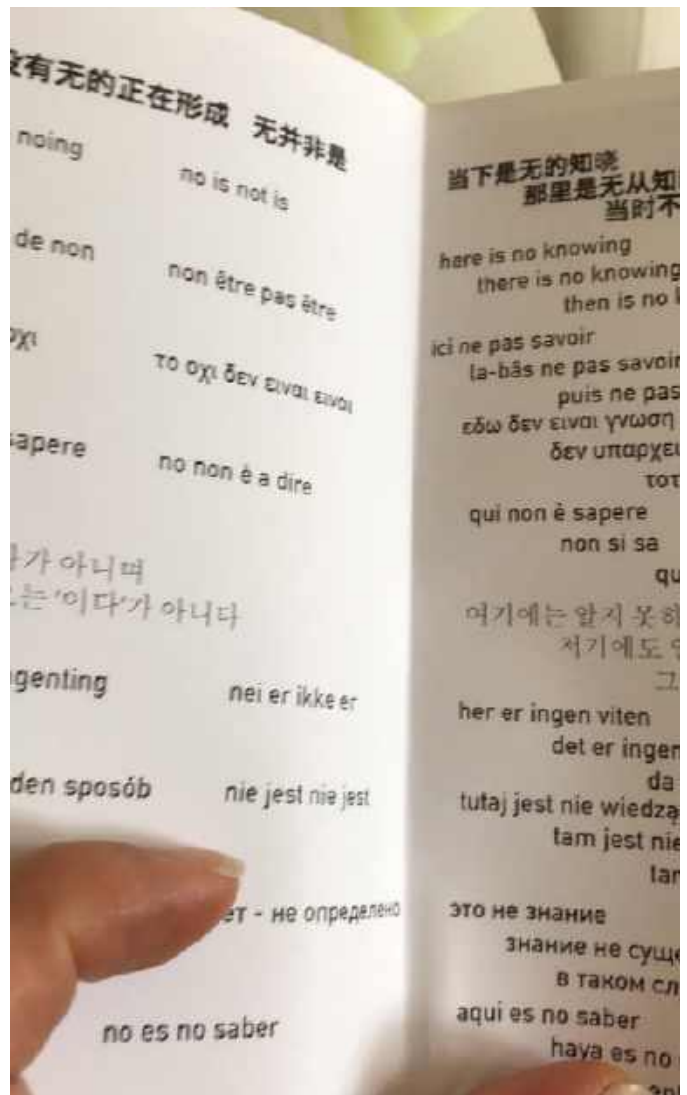 没有无的正在形成 无并非是
noing no is not is
de non non être pas être
όχι το οχι δεν ειναι ειναι
sapere no non è a dire
가 아니며
는 '이다'가 아니다
genting nei er ikke er
den sposób nie jest nie jest
ет - не определено
no es no saber
当下是无的知晓
那里是无从知
当时不
here is no knowing
there is no knowing
then is no
ici ne pas savoir
la-bâs ne pas savoir
puis ne pas
εδω δεν ειναι γνωση
δεν υπαρχει
τοτ
qui non è sapere
non si sa
qu
여기에는 알지 못하
저기에도
그
her er ingen viten
det er ingen
da
tutaj jest nie wiedzą
tam jest nie
tam
это не знание
знание не суще
в таком сл
aqui es no saber
haya es no